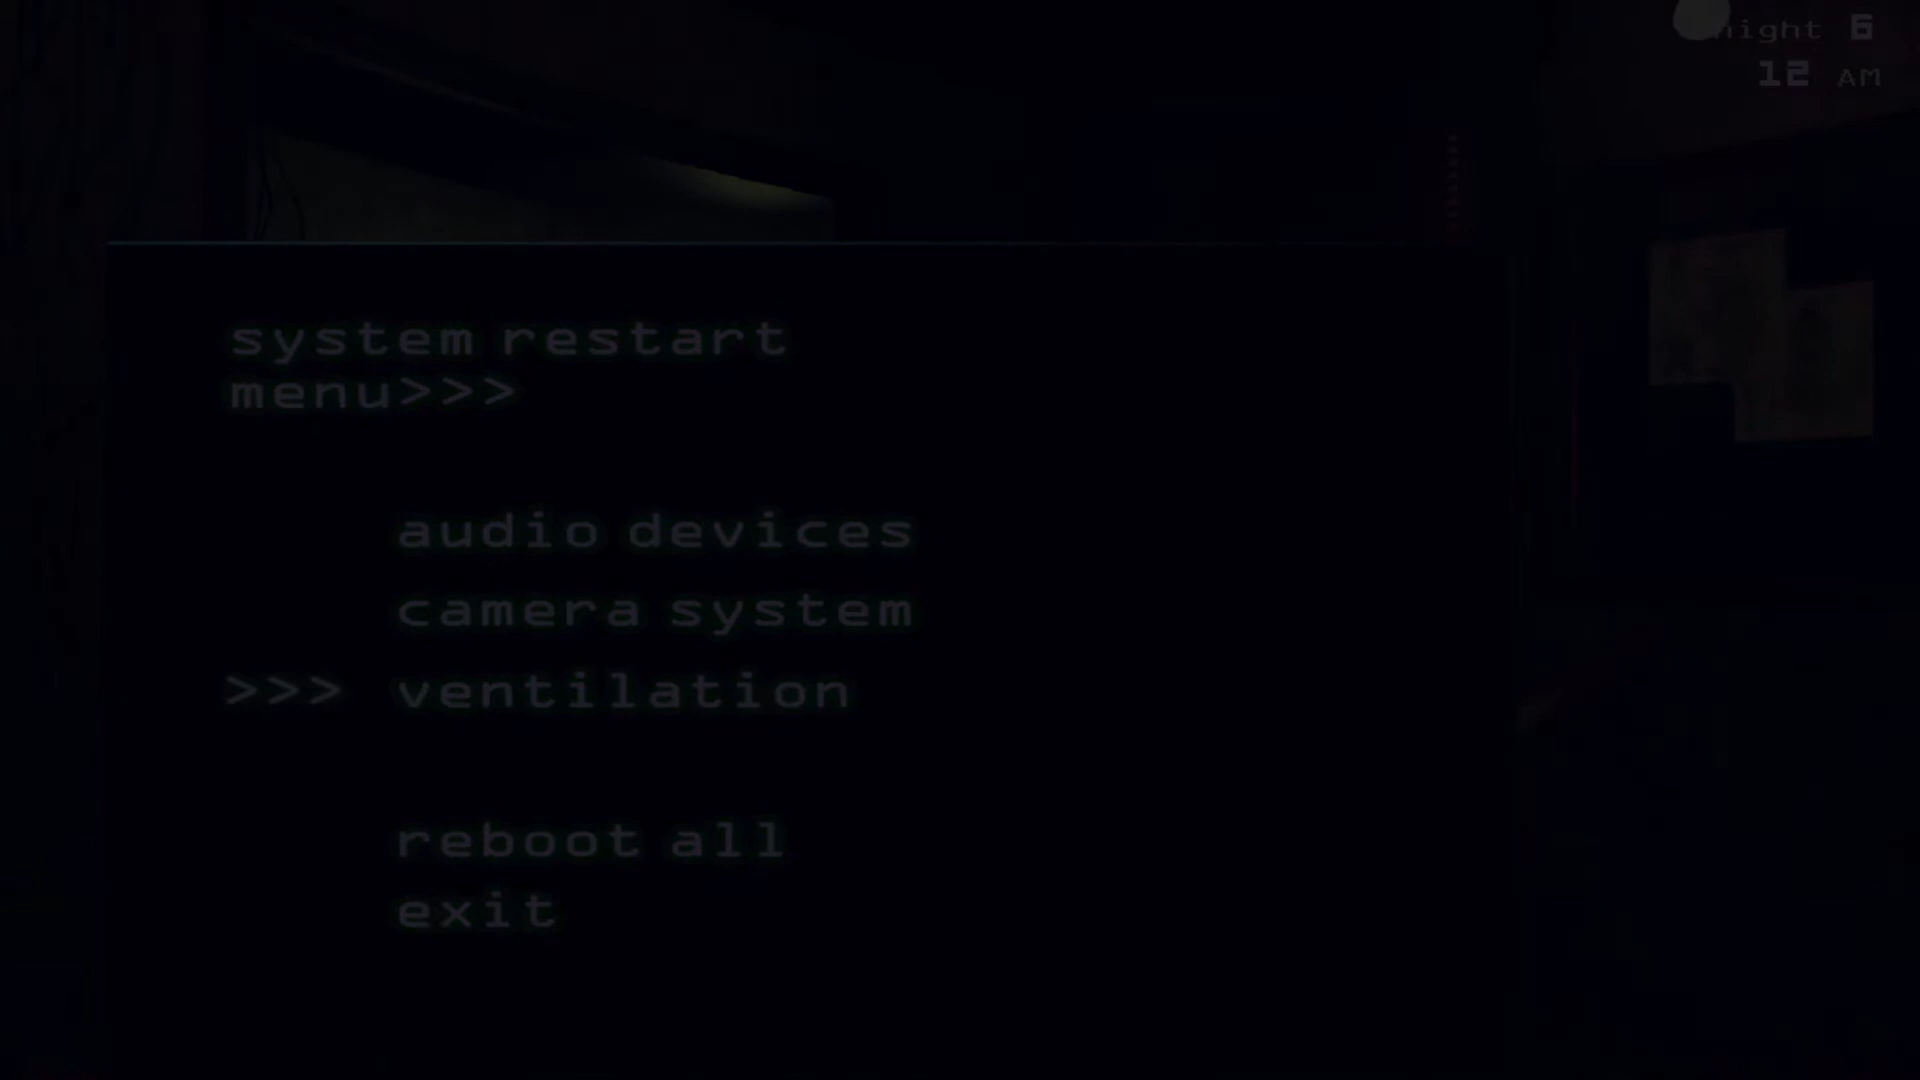 night 6
12 AM
system restart
menu>>>
audio devices
camera system
>>> ventilation
reboot all
exit